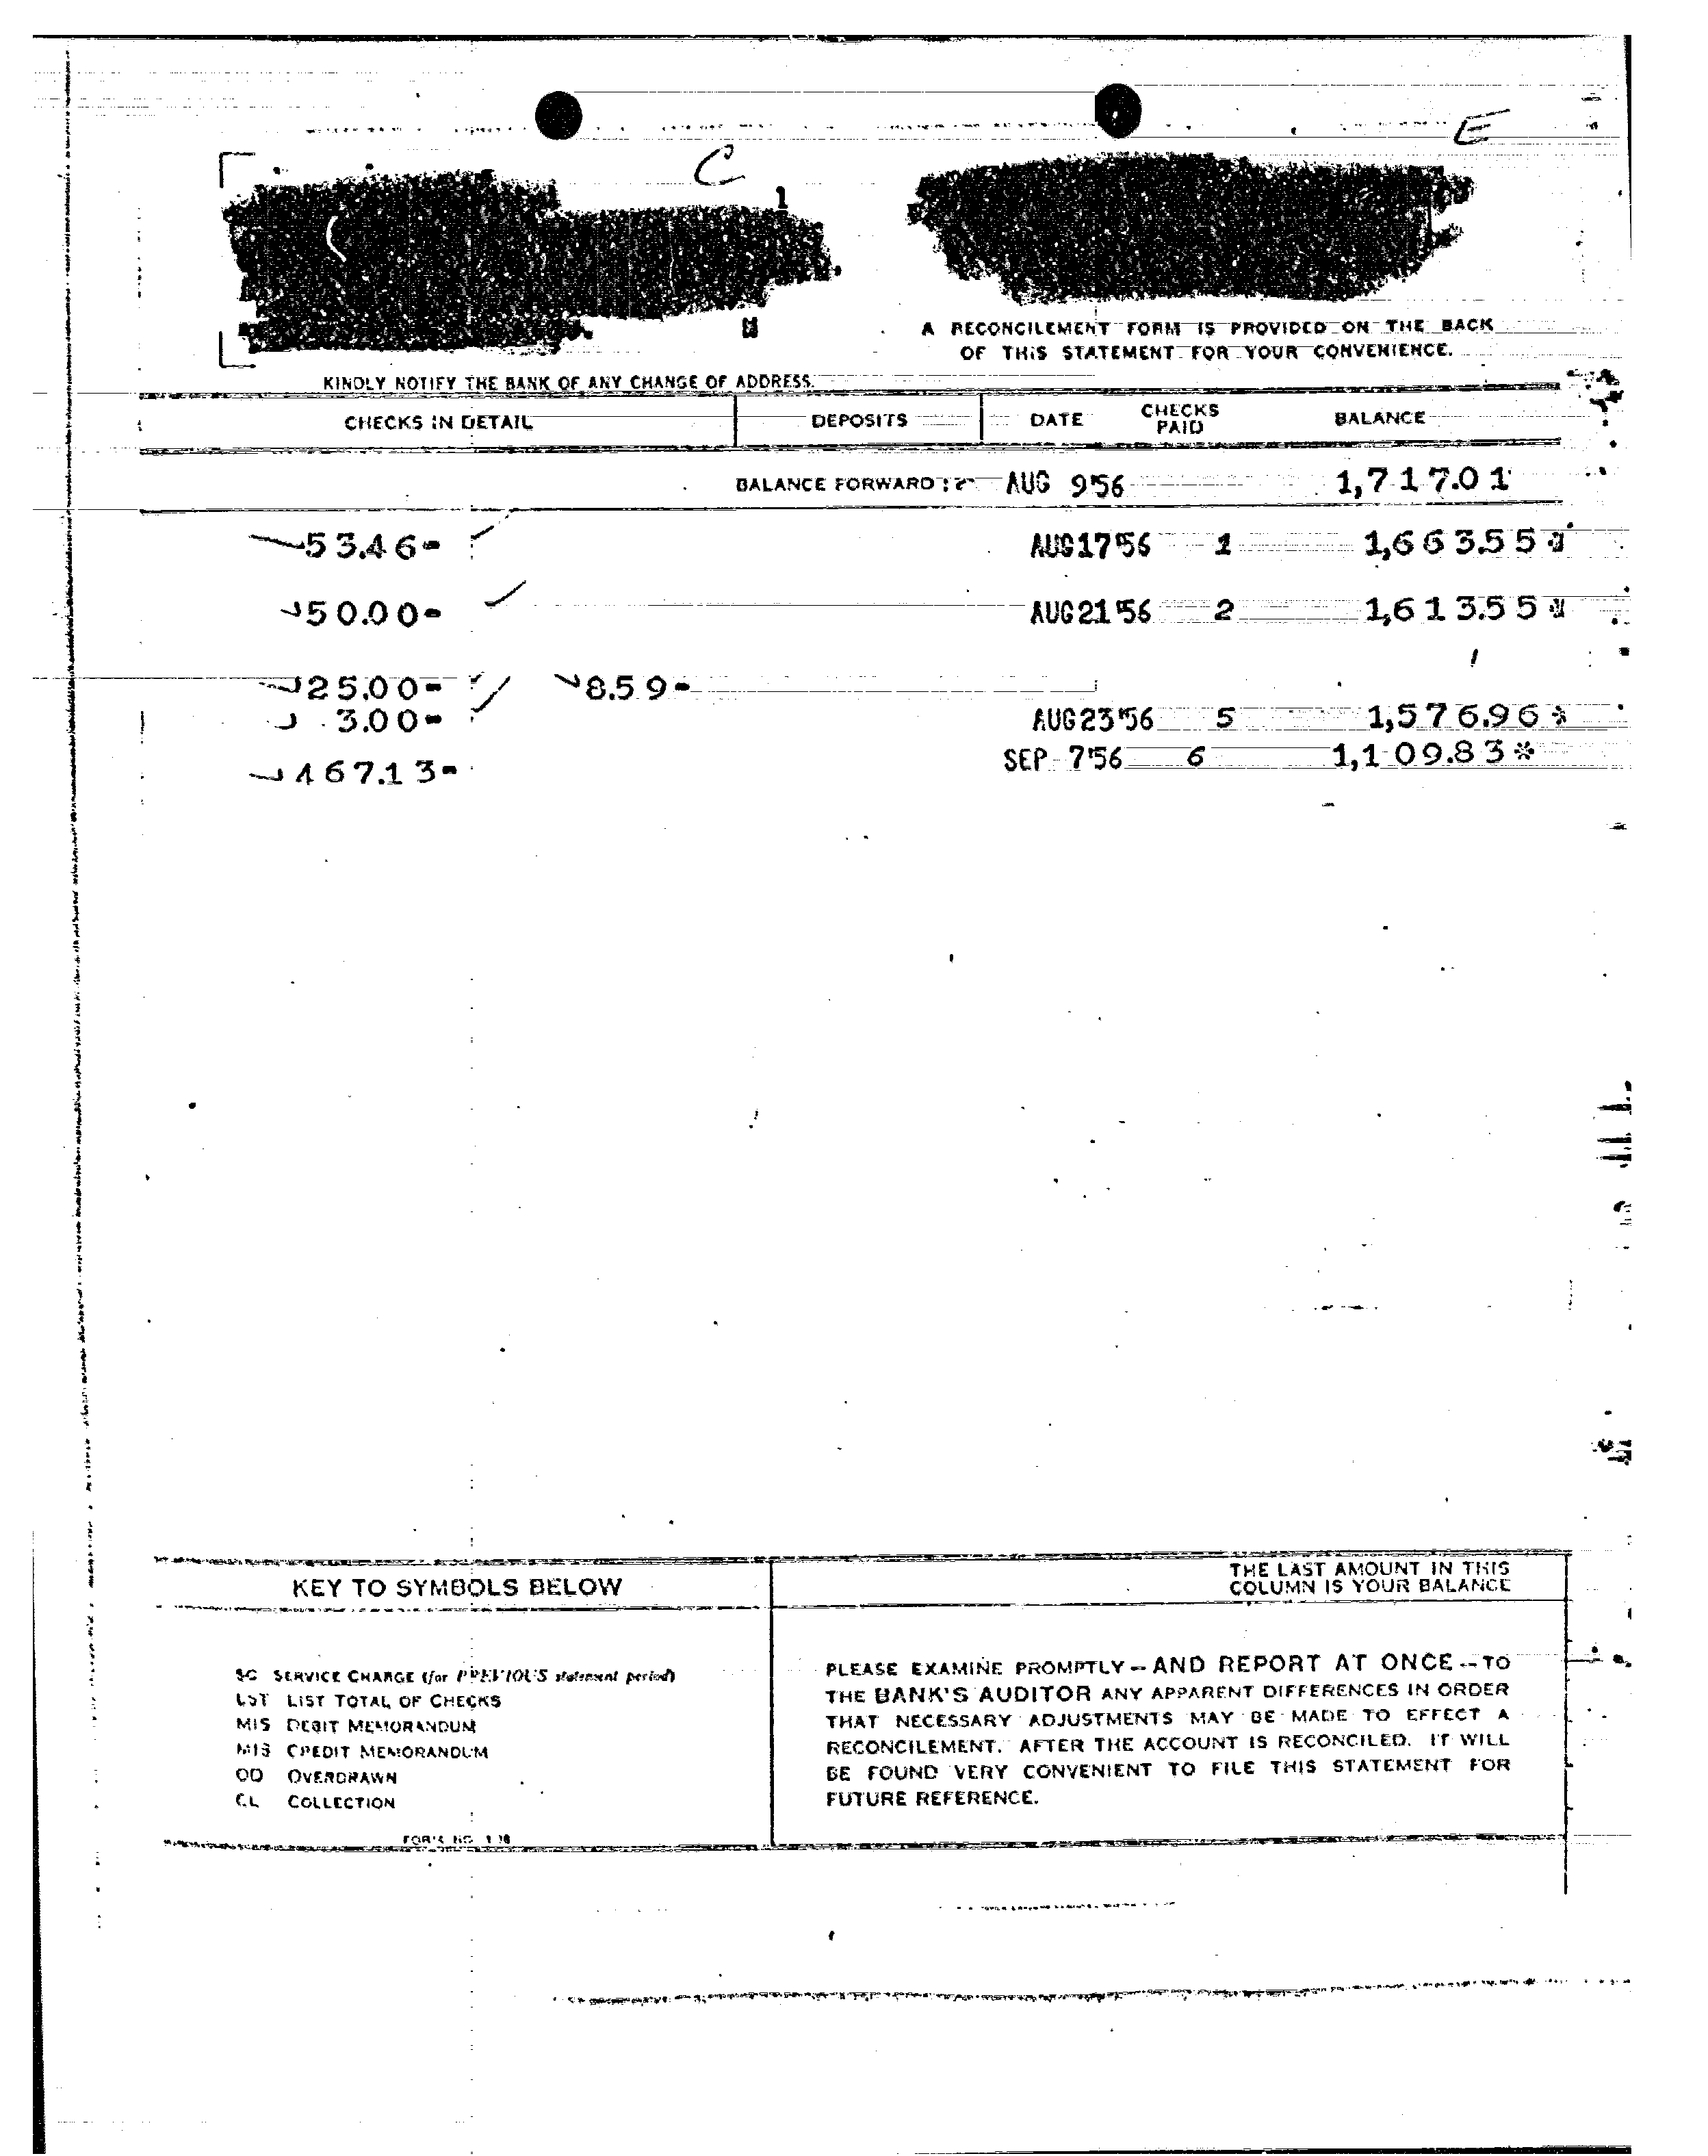 C
E
1
A RECONCILEMENT FORM IS PROVIDED ON THE BACK
OF THIS STATEMENT FOR YOUR CONVENIENCE.
KINDLY NOTIFY THE BANK OF ANY CHANGE OF ADDRESS.
CHECKS IN DETAIL DEPOSITS DATE CHECKS PAID BALANCE
BALANCE FORWARD AUG 9'56 1,717.01
53.46- AUG17'56 1 1,663.55
50.00- AUG21'56 2 1,613.55
25.00- 8.59-
3.00- AUG23'56 5 1,576.96*
467.13- SEP 7'56 6 1,109.83*
KEY TO SYMBOLS BELOW
THE LAST AMOUNT IN THIS
COLUMN IS YOUR BALANCE
SC SERVICE CHARGE (for PREVIOUS statement period)
LST LIST TOTAL OF CHECKS
MIS DEBIT MEMORANDUM
MIS CREDIT MEMORANDUM
OD OVERDRAWN
CL COLLECTION
FORM NO.
PLEASE EXAMINE PROMPTLY -- AND REPORT AT ONCE -- TO
THE BANK'S AUDITOR ANY APPARENT DIFFERENCES IN ORDER
THAT NECESSARY ADJUSTMENTS MAY BE MADE TO EFFECT A
RECONCILEMENT. AFTER THE ACCOUNT IS RECONCILED. IT WILL
BE FOUND VERY CONVENIENT TO FILE THIS STATEMENT FOR
FUTURE REFERENCE.